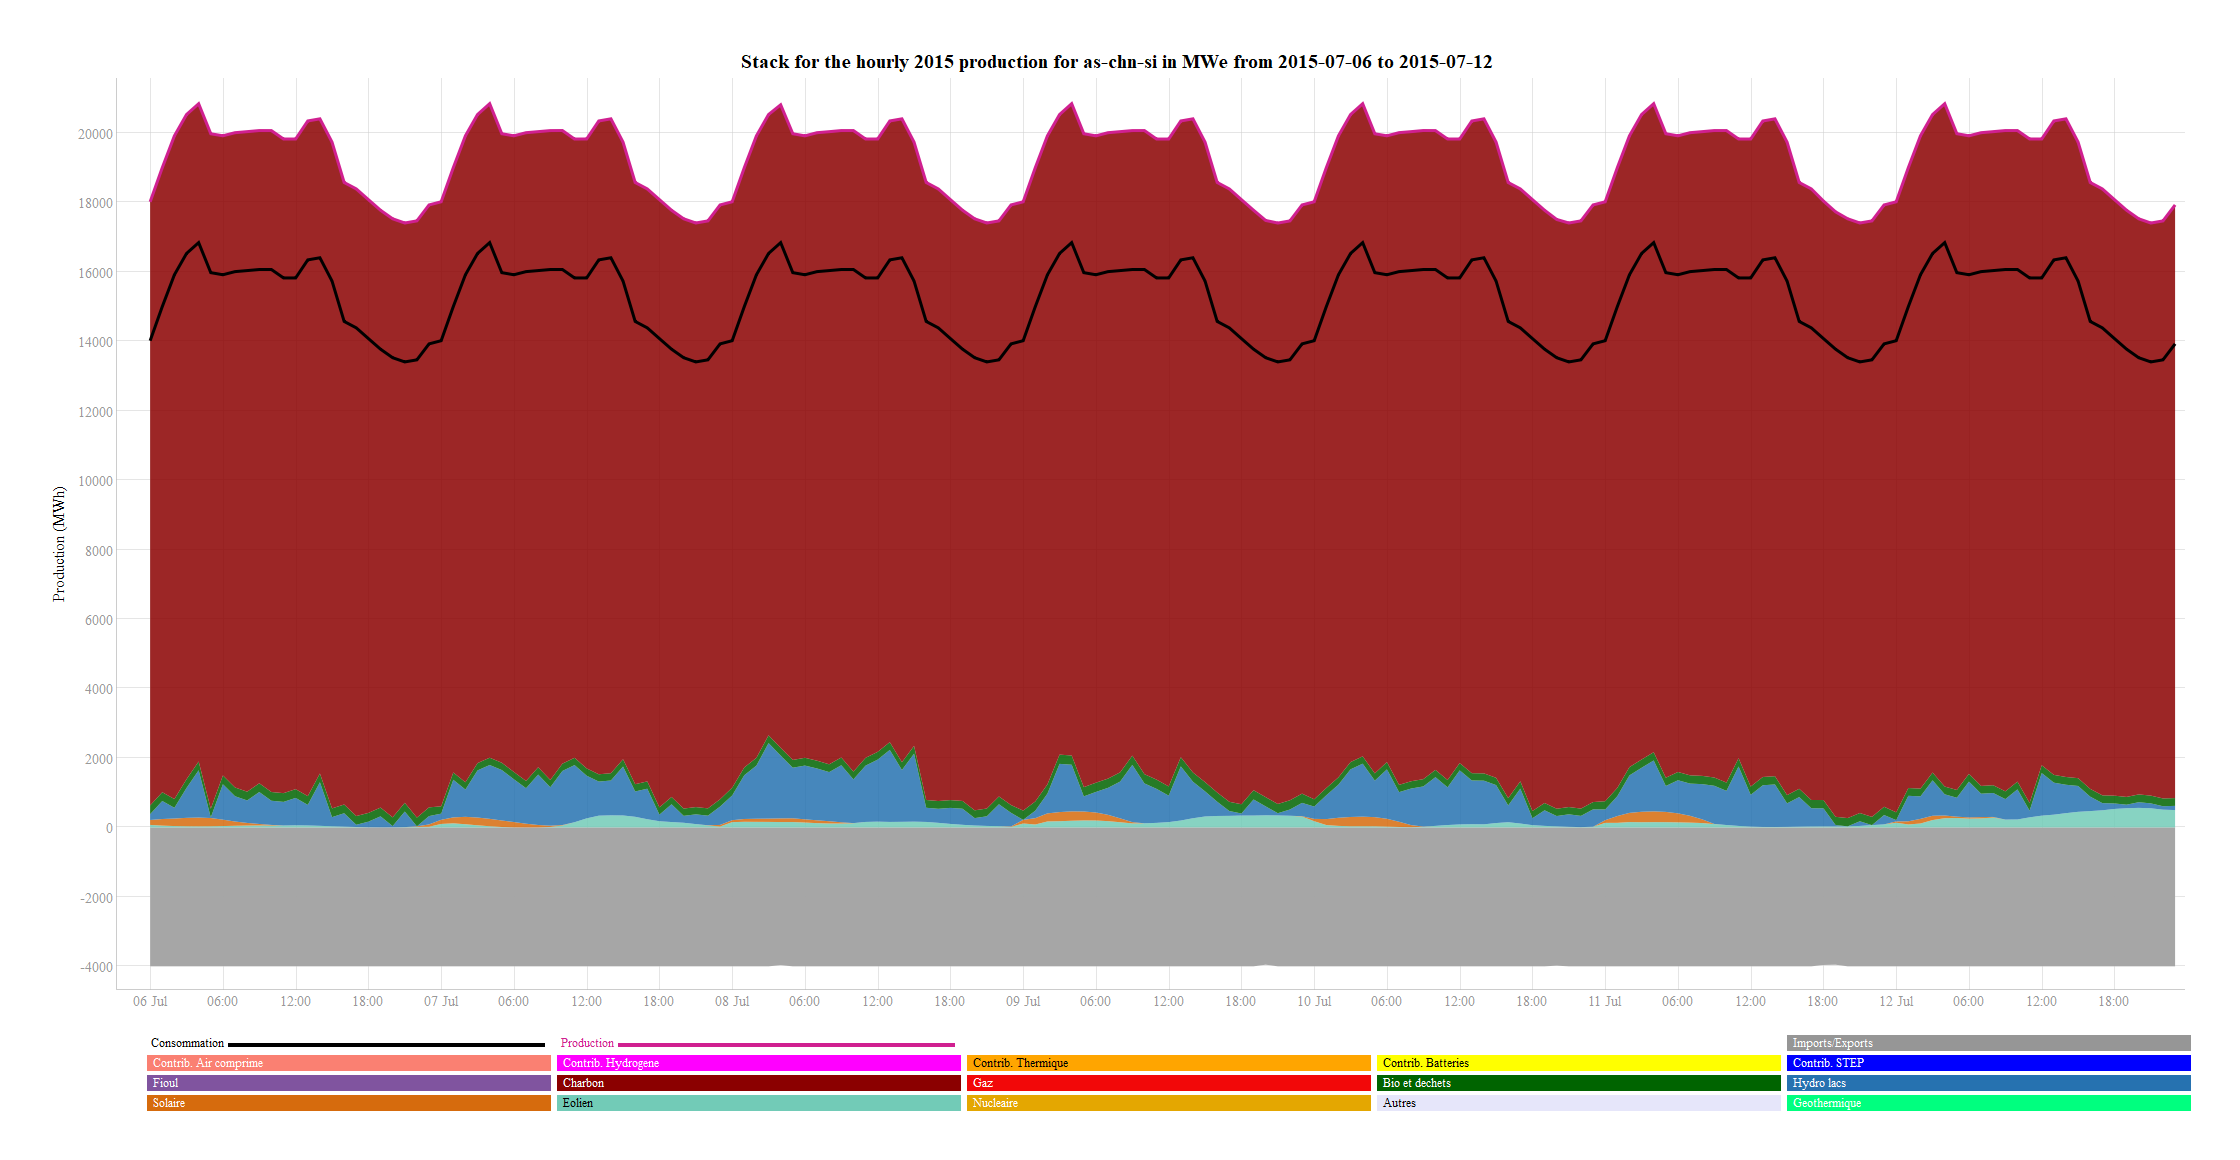 Stack for the hourly 2015 production for as-chn-si in MWe from 2015-07-06 to 2015-07-12
Production (MWh)
20000
18000
16000
14000
12000
10000
8000
6000
4000
2000
0
-2000
-4000
06 Jul 06:00 12:00 18:00 07 Jul 06:00 12:00 18:00 08 Jul 06:00 12:00 18:00 09 Jul 06:00 12:00 18:00 10 Jul 06:00 12:00 18:00 11 Jul 06:00 12:00 18:00 12 Jul 06:00 12:00 18:00
Consommation Production Imports/Exports
Contrib. Air comprime Contrib. Hydrogene Contrib. Thermique Contrib. Batteries Contrib. STEP
Fioul Charbon Gaz Bio et dechets Hydro lacs
Solaire Eolien Nucleaire Autres Geothermique